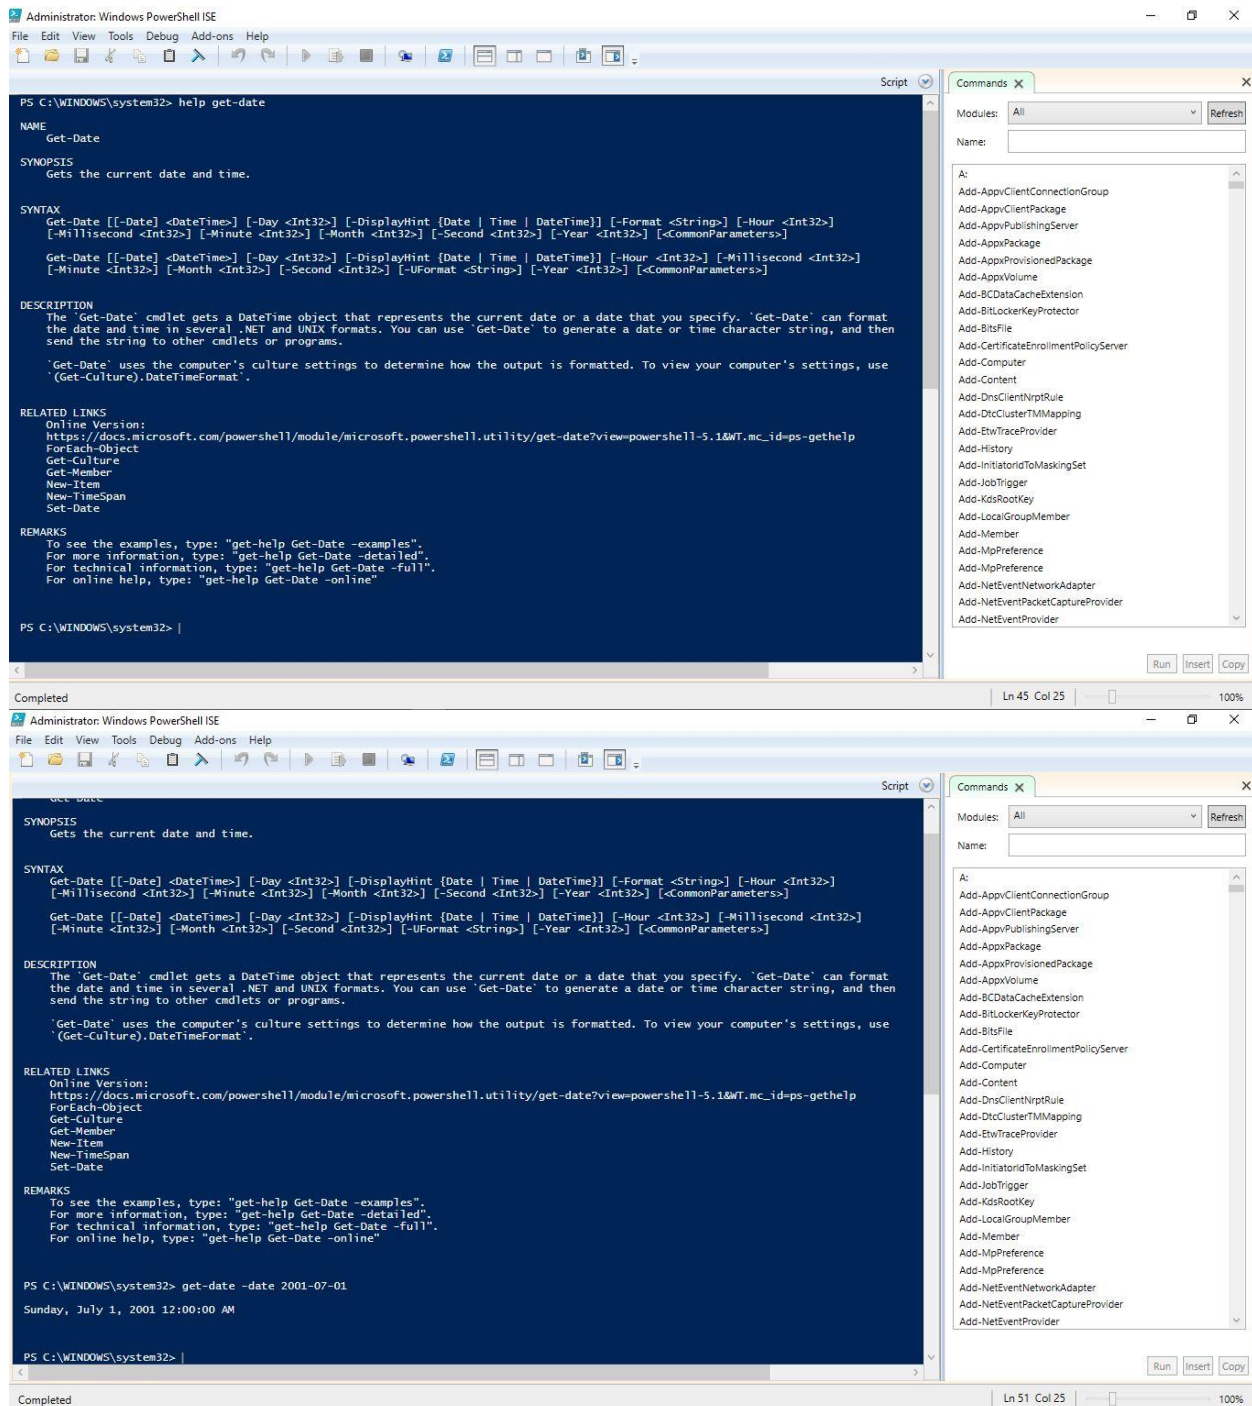 Administrator: Windows PowerShell ISE
File Edit View Tools Debug Add-ons Help
Script
PS C:\WINDOWS\system32> help get-date
NAME
Get-Date
SYNOPSIS
Gets the current date and time.
SYNTAX
Get-Date [[-Date] <DateTime>] [-Day <Int32>] [-DisplayHint {Date | Time | DateTime}] [-Format <String>] [-Hour <Int32>]
[-Millisecond <Int32>] [-Minute <Int32>] [-Month <Int32>] [-Second <Int32>] [-Year <Int32>] [<CommonParameters>]
Get-Date [[-Date] <DateTime>] [-Day <Int32>] [-DisplayHint {Date | Time | DateTime}] [-Hour <Int32>] [-Millisecond <Int32>]
[-Minute <Int32>] [-Month <Int32>] [-Second <Int32>] [-UFormat <String>] [-Year <Int32>] [<CommonParameters>]
DESCRIPTION
The `Get-Date` cmdlet gets a DateTime object that represents the current date or a date that you specify. `Get-Date` can format
the date and time in several .NET and UNIX formats. You can use `Get-Date` to generate a date or time character string, and then
send the string to other cmdlets or programs.
`Get-Date` uses the computer's culture settings to determine how the output is formatted. To view your computer's settings, use
`(Get-Culture).DateTimeFormat`.
RELATED LINKS
Online Version:
https://docs.microsoft.com/powershell/module/microsoft.powershell.utility/get-date?view=powershell-5.1&WT.mc_id=ps-gethelp
ForEach-Object
Get-Culture
Get-Member
New-Item
New-TimeSpan
Set-Date
REMARKS
To see the examples, type: "get-help Get-Date -examples".
For more information, type: "get-help Get-Date -detailed".
For technical information, type: "get-help Get-Date -full".
For online help, type: "get-help Get-Date -online"
PS C:\WINDOWS\system32>
Commands
Modules: All Refresh
Name:
A:
Add-AppvClientConnectionGroup
Add-AppvClientPackage
Add-AppvPublishingServer
Add-AppxPackage
Add-AppxProvisionedPackage
Add-AppxVolume
Add-BCDataCacheExtension
Add-BitLockerKeyProtector
Add-BitsFile
Add-CertificateEnrollmentPolicyServer
Add-Computer
Add-Content
Add-DnsClientNrptRule
Add-DtcClusterTMMapping
Add-EtwTraceProvider
Add-History
Add-InitiatorIdToMaskingSet
Add-JobTrigger
Add-KdsRootKey
Add-LocalGroupMember
Add-Member
Add-MpPreference
Add-MpPreference
Add-NetEventNetworkAdapter
Add-NetEventPacketCaptureProvider
Add-NetEventProvider
Run Insert Copy
Completed
Ln 45 Col 25
100%
Administrator: Windows PowerShell ISE
File Edit View Tools Debug Add-ons Help
Script
Get-Date
SYNOPSIS
Gets the current date and time.
SYNTAX
Get-Date [[-Date] <DateTime>] [-Day <Int32>] [-DisplayHint {Date | Time | DateTime}] [-Format <String>] [-Hour <Int32>]
[-Millisecond <Int32>] [-Minute <Int32>] [-Month <Int32>] [-Second <Int32>] [-Year <Int32>] [<CommonParameters>]
Get-Date [[-Date] <DateTime>] [-Day <Int32>] [-DisplayHint {Date | Time | DateTime}] [-Hour <Int32>] [-Millisecond <Int32>]
[-Minute <Int32>] [-Month <Int32>] [-Second <Int32>] [-UFormat <String>] [-Year <Int32>] [<CommonParameters>]
DESCRIPTION
The `Get-Date` cmdlet gets a DateTime object that represents the current date or a date that you specify. `Get-Date` can format
the date and time in several .NET and UNIX formats. You can use `Get-Date` to generate a date or time character string, and then
send the string to other cmdlets or programs.
`Get-Date` uses the computer's culture settings to determine how the output is formatted. To view your computer's settings, use
`(Get-Culture).DateTimeFormat`.
RELATED LINKS
Online Version:
https://docs.microsoft.com/powershell/module/microsoft.powershell.utility/get-date?view=powershell-5.1&WT.mc_id=ps-gethelp
ForEach-Object
Get-Culture
Get-Member
New-Item
New-TimeSpan
Set-Date
REMARKS
To see the examples, type: "get-help Get-Date -examples".
For more information, type: "get-help Get-Date -detailed".
For technical information, type: "get-help Get-Date -full".
For online help, type: "get-help Get-Date -online"
PS C:\WINDOWS\system32> get-date -date 2001-07-01
Sunday, July 1, 2001 12:00:00 AM
PS C:\WINDOWS\system32>
Commands
Modules: All Refresh
Name:
A:
Add-AppvClientConnectionGroup
Add-AppvClientPackage
Add-AppvPublishingServer
Add-AppxPackage
Add-AppxProvisionedPackage
Add-AppxVolume
Add-BCDataCacheExtension
Add-BitLockerKeyProtector
Add-BitsFile
Add-CertificateEnrollmentPolicyServer
Add-Computer
Add-Content
Add-DnsClientNrptRule
Add-DtcClusterTMMapping
Add-EtwTraceProvider
Add-History
Add-InitiatorIdToMaskingSet
Add-JobTrigger
Add-KdsRootKey
Add-LocalGroupMember
Add-Member
Add-MpPreference
Add-MpPreference
Add-NetEventNetworkAdapter
Add-NetEventPacketCaptureProvider
Add-NetEventProvider
Run Insert Copy
Completed
Ln 51 Col 25
100%